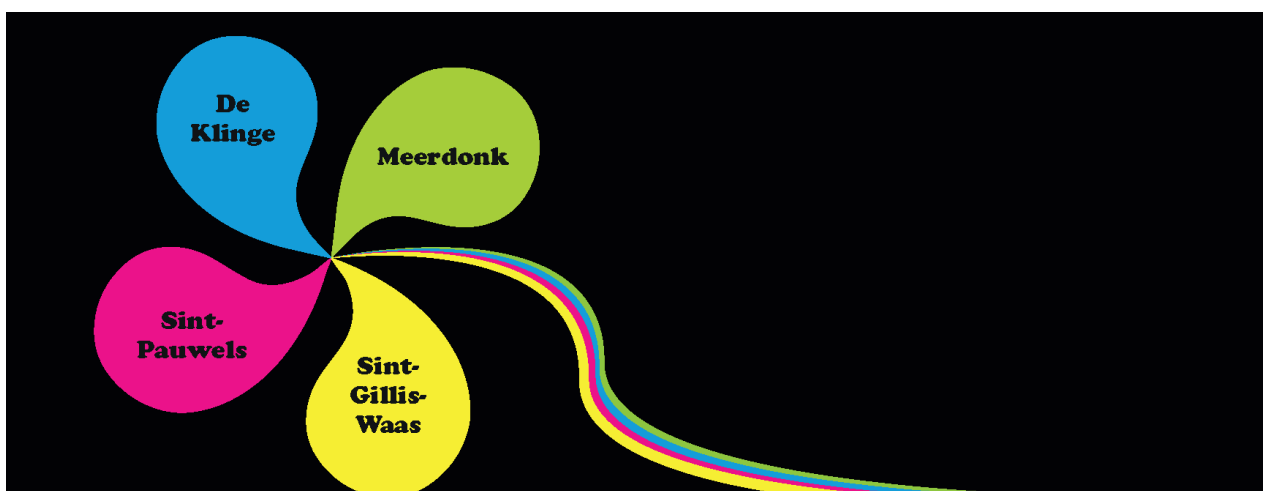 De
Klinge
Meerdonk
Sint-
Pauwels
Sint-
Gillis-
Waas